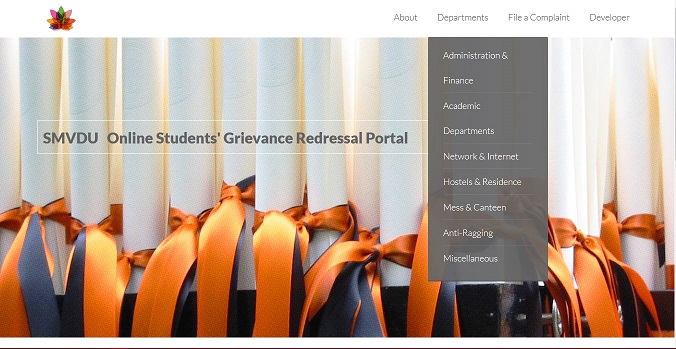 About Departments File a Complaint Developer
SMVDU Online Students' Grievance Redressal Portal
Administration &
Finance
Academic
Departments
Network & Internet
Hostels & Residence
Mess & Canteen
Anti-Ragging
Miscellaneous